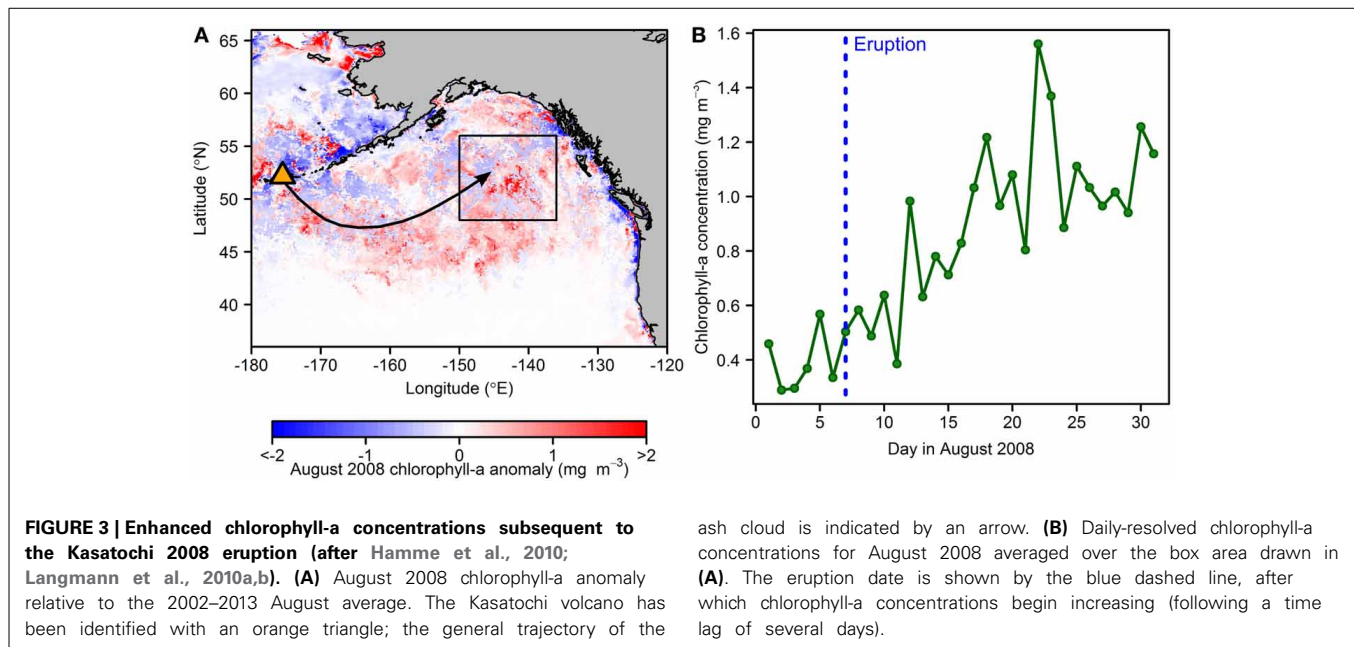 A
65
60
55
50
45
40
Latitude (°N)
-180
-170
-160
-150
-140
-130
-120
Longitude (°E)
<-2
-1
0
1
>2
August 2008 chlorophyll-a anomaly (mg m⁻³)
B
Eruption
1.6
1.4
1.2
1.0
0.8
0.6
0.4
Chlorophyll-a concentration (mg m⁻³)
0
5
10
15
20
25
30
Day in August 2008
FIGURE 3 | Enhanced chlorophyll-a concentrations subsequent to
the Kasatochi 2008 eruption (after Hamme et al., 2010;
Langmann et al., 2010a,b). (A) August 2008 chlorophyll-a anomaly
relative to the 2002–2013 August average. The Kasatochi volcano has
been identified with an orange triangle; the general trajectory of the
ash cloud is indicated by an arrow. (B) Daily-resolved chlorophyll-a
concentrations for August 2008 averaged over the box area drawn in
(A). The eruption date is shown by the blue dashed line, after
which chlorophyll-a concentrations begin increasing (following a time
lag of several days).